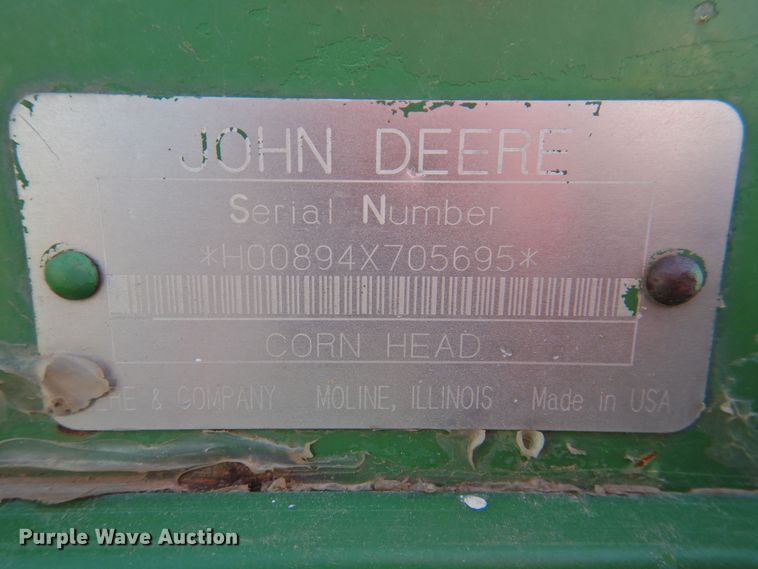 JOHN DEERE
Serial Number
*H00894X705695*
CORN HEAD
& COMPANY MOLINE, ILLINOIS · Made in USA
Purple Wave Auction